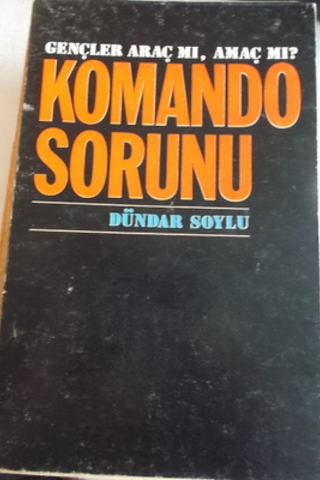 GENÇLER ARAÇ MI, AMAÇ MI?
KOMANDO
SORUNU
DÜNDAR SOYLU